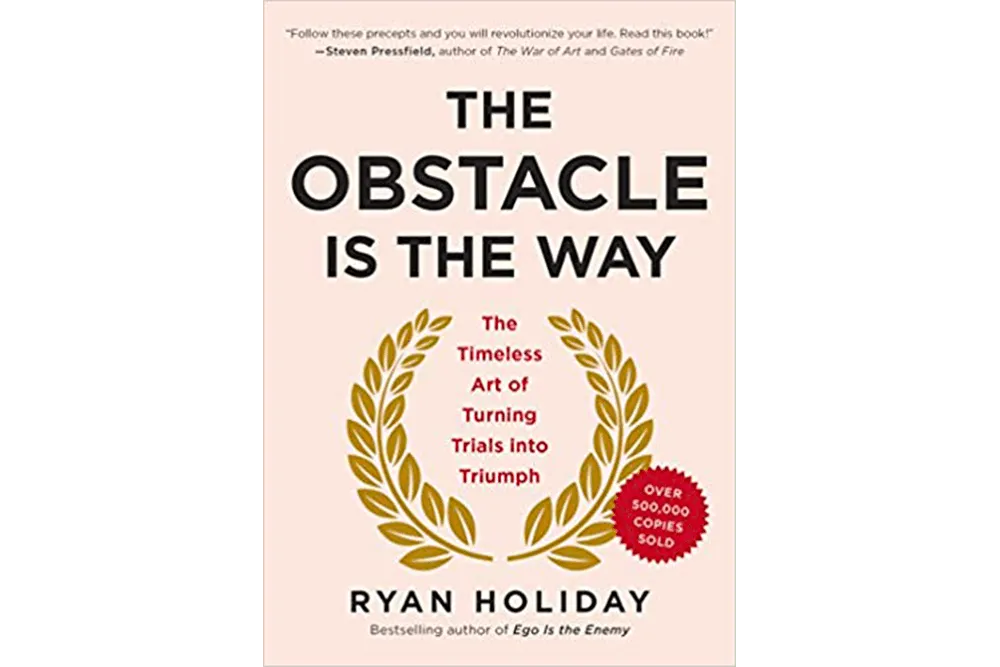 “Follow these precepts and you will revolutionize your life. Read this book!”
—Steven Pressfield, author of The War of Art and Gates of Fire
THE
OBSTACLE
IS THE WAY
The
Timeless
Art of
Turning
Trials into
Triumph
OVER
500,000
COPIES
SOLD
RYAN HOLIDAY
Bestselling author of Ego Is the Enemy